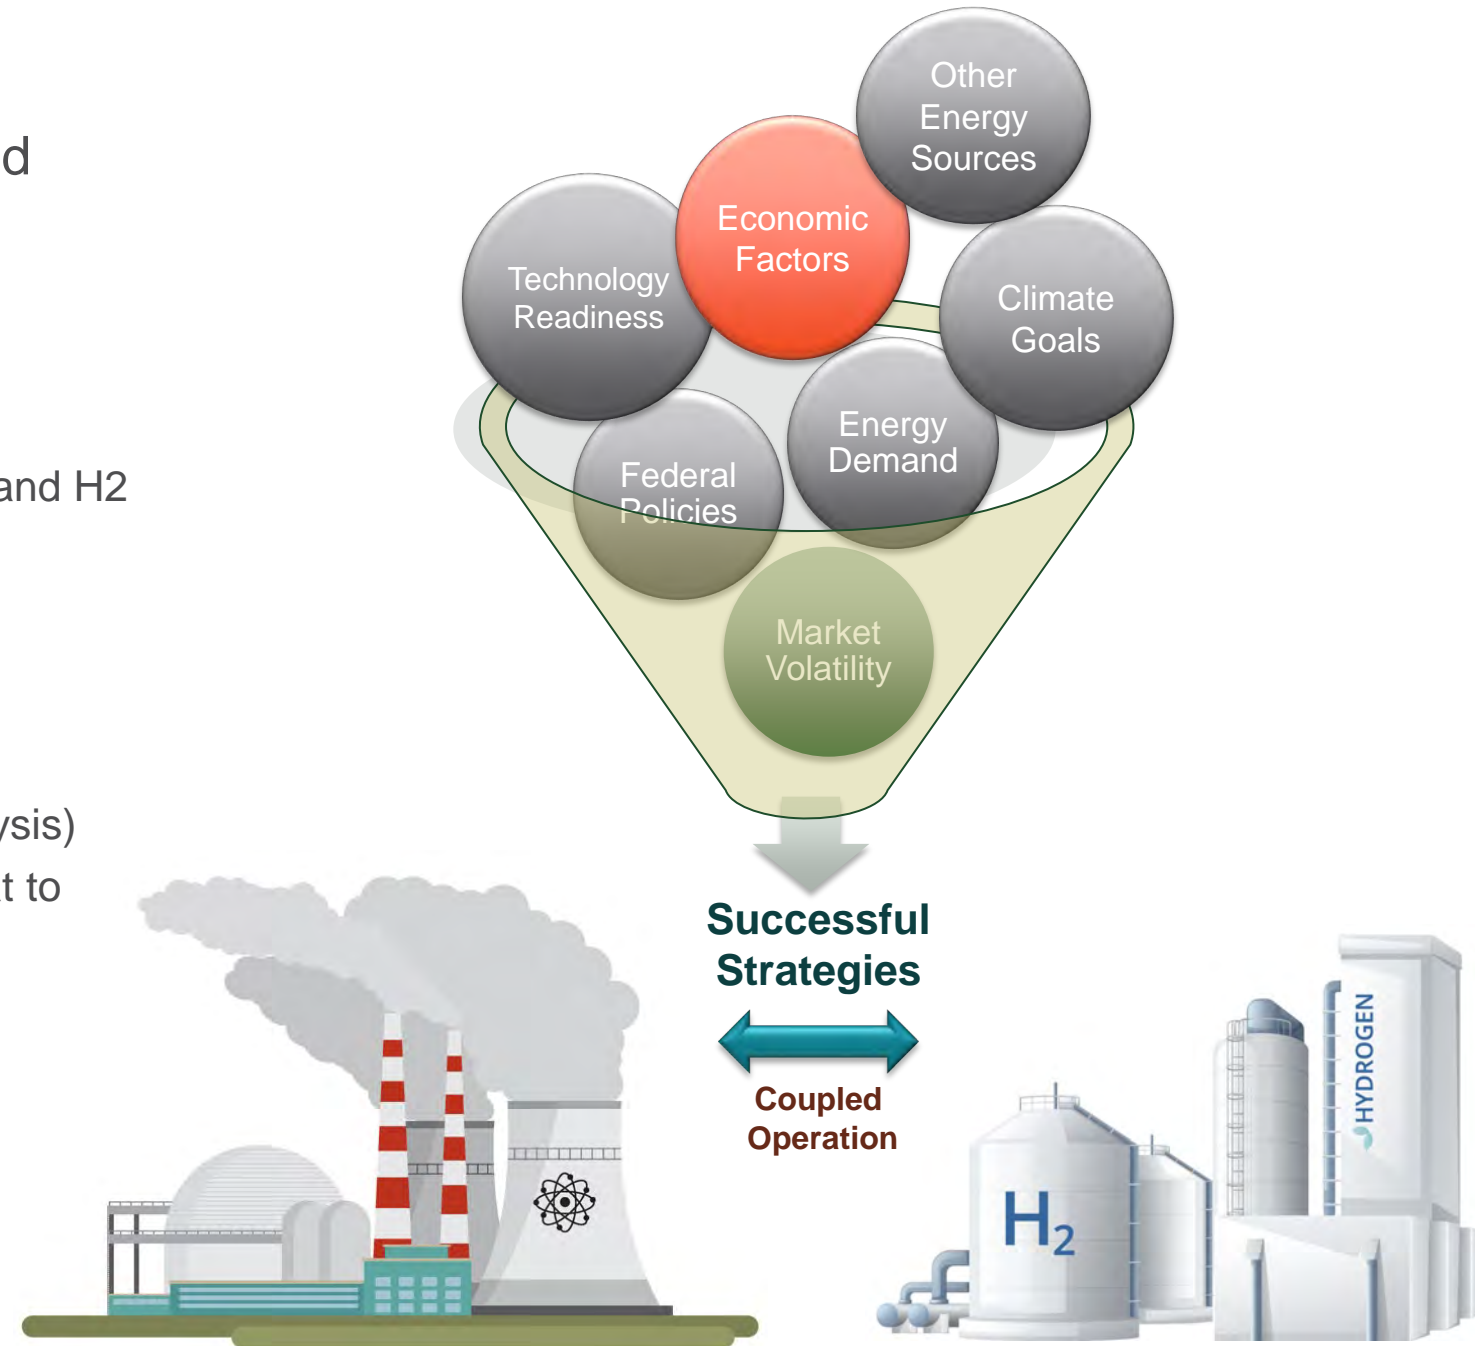 d
and H2
ysis)
t to
Other
Energy
Sources
Economic
Factors
Technology
Readiness
Climate
Goals
Energy
Demand
Federal
Policies
Market
Volatility
Successful
Strategies
Coupled
Operation
H2
HYDROGEN